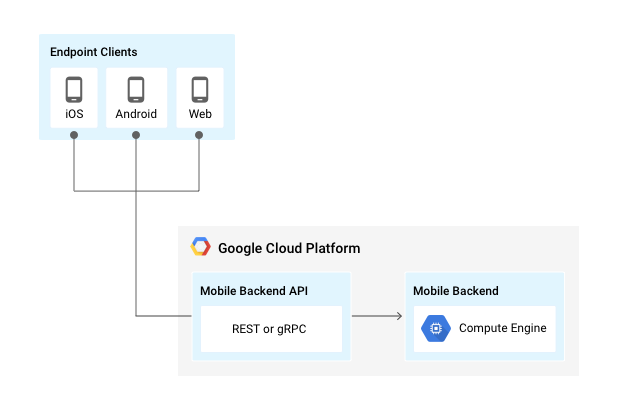 Endpoint Clients
iOS
Android
Web
Google Cloud Platform
Mobile Backend API
REST or gRPC
Mobile Backend
Compute Engine